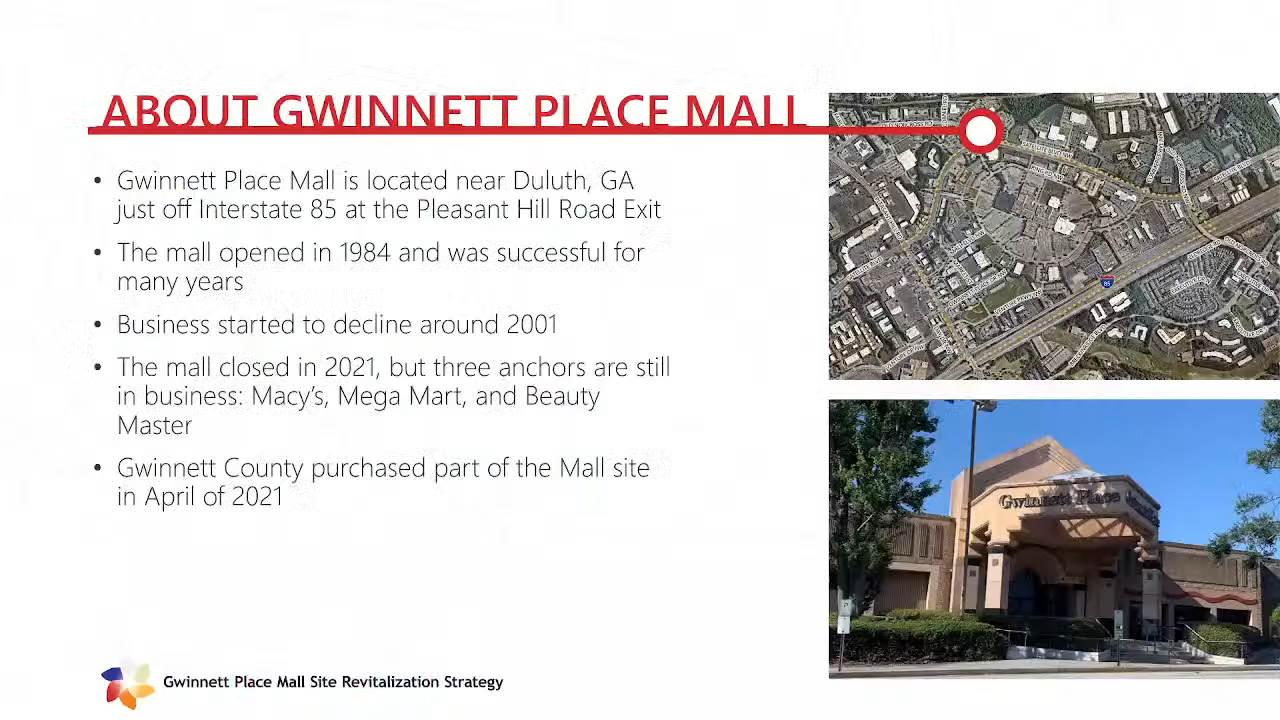 ABOUT GWINNETT PLACE MALL
• Gwinnett Place Mall is located near Duluth, GA
just off Interstate 85 at the Pleasant Hill Road Exit
• The mall opened in 1984 and was successful for
many years
• Business started to decline around 2001
• The mall closed in 2021, but three anchors are still
in business: Macy’s, Mega Mart, and Beauty
Master
• Gwinnett County purchased part of the Mall site
in April of 2021
85
Gwinnett Place
Gwinnett Place Mall Site Revitalization Strategy